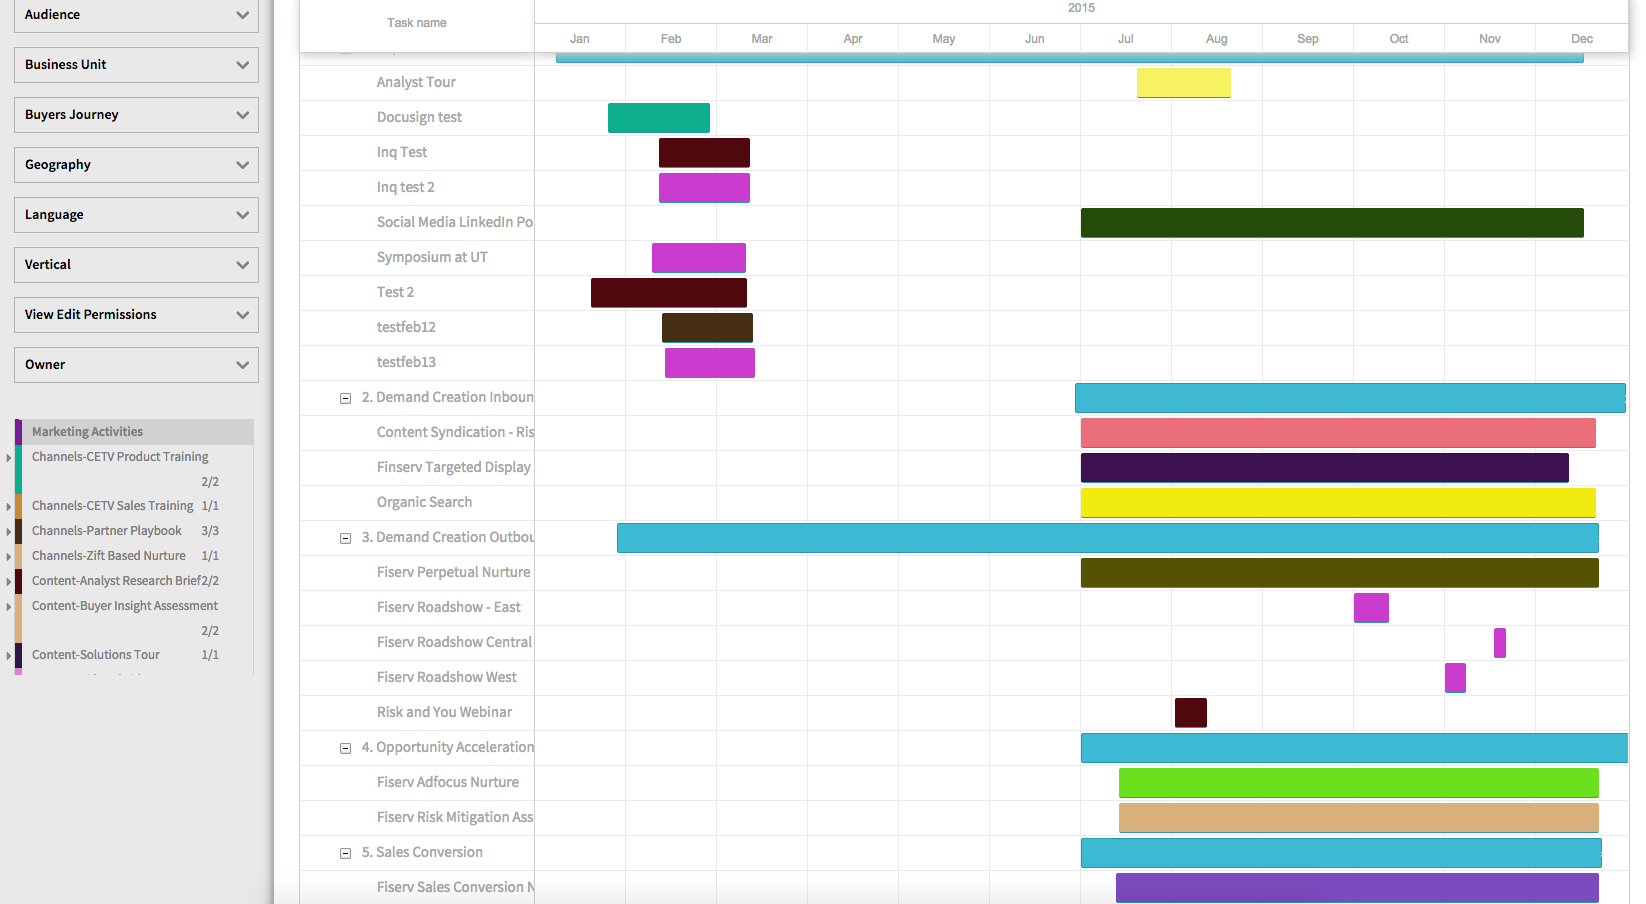 Audience
Business Unit
Buyers Journey
Geography
Language
Vertical
View Edit Permissions
Owner
Marketing Activities
Channels-CETV Product Training
2/2
Channels-CETV Sales Training 1/1
Channels-Partner Playbook 3/3
Channels-Zift Based Nurture 1/1
Content-Analyst Research Brief2/2
Content-Buyer Insight Assessment
2/2
Content-Solutions Tour 1/1
Task name
2015
Jan Feb Mar Apr May Jun Jul Aug Sep Oct Nov Dec
Analyst Tour
Docusign test
Inq Test
Inq test 2
Social Media LinkedIn Po
Symposium at UT
Test 2
testfeb12
testfeb13
2. Demand Creation Inboun
Content Syndication - Ris
Finserv Targeted Display
Organic Search
3. Demand Creation Outbou
Fiserv Perpetual Nurture
Fiserv Roadshow - East
Fiserv Roadshow Central
Fiserv Roadshow West
Risk and You Webinar
4. Opportunity Acceleration
Fiserv Adfocus Nurture
Fiserv Risk Mitigation Ass
5. Sales Conversion
Fiserv Sales Conversion N